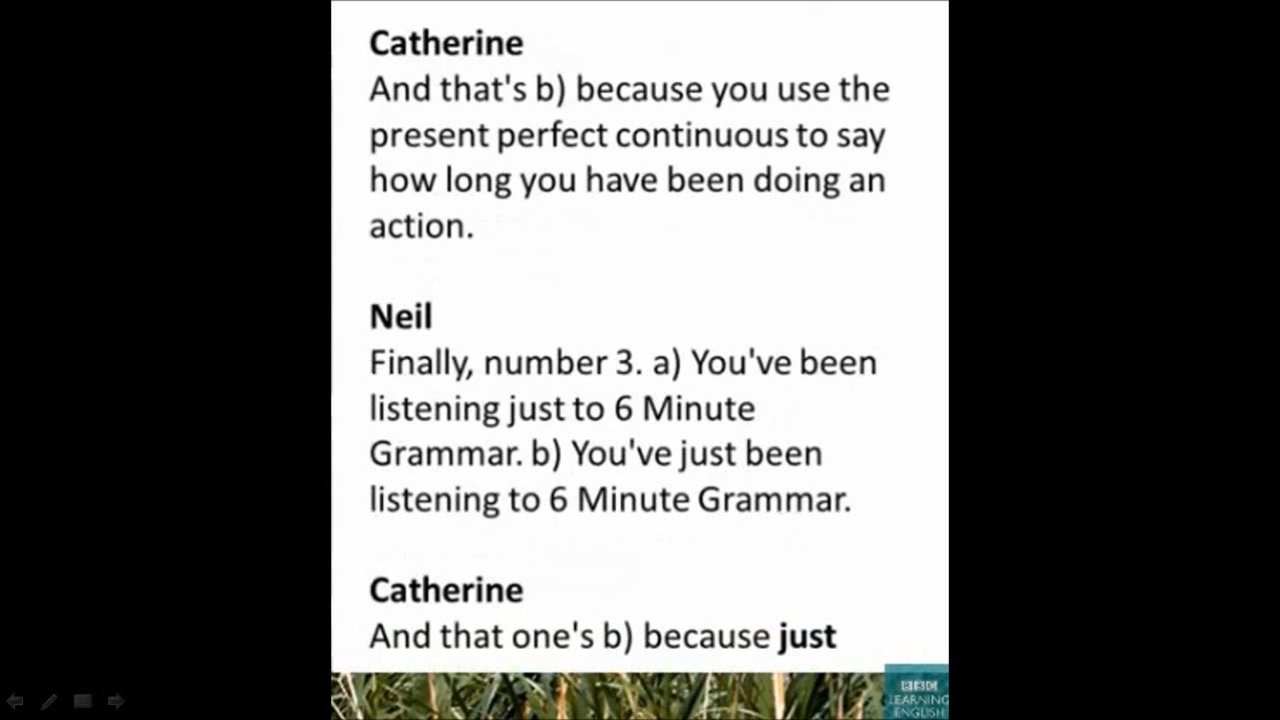 Catherine
And that's b) because you use the
present perfect continuous to say
how long you have been doing an
action.
Neil
Finally, number 3. a) You've been
listening just to 6 Minute
Grammar. b) You've just been
listening to 6 Minute Grammar.
Catherine
And that one's b) because just
BBC
LEARNING
ENGLISH